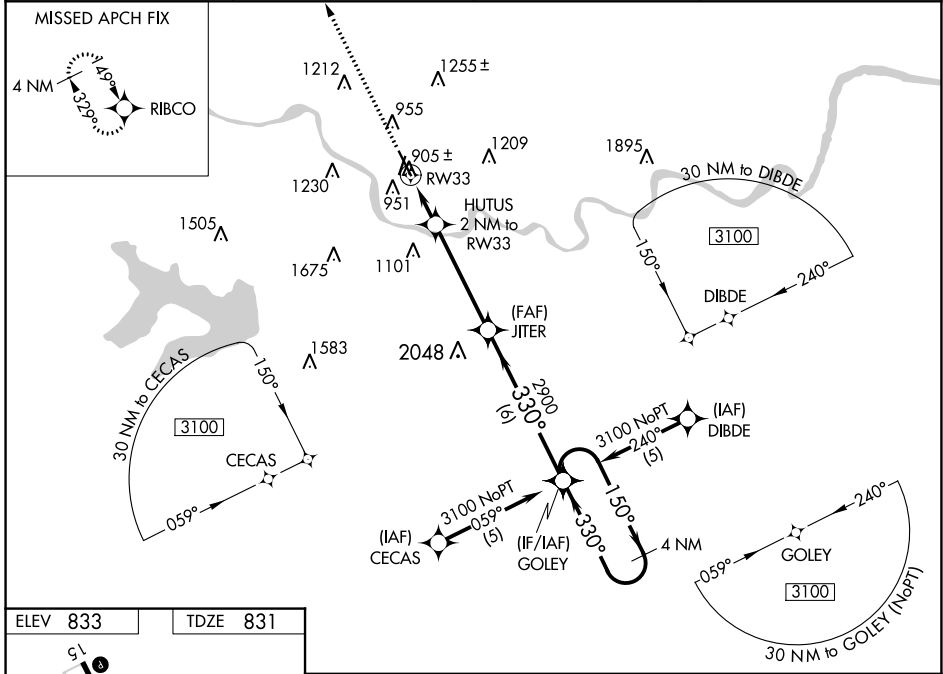 MISSED APCH FIX
4 NM
149°
329°
RIBCO
1212
1255 ±
955
905 ±
RW33
1209
1895
1230
951
HUTUS
2 NM to
RW33
1505
1675
1101
30 NM to DIBDE
3100
150°
240°
DIBDE
(FAF)
JITER
2048
1583
30 NM to CECAS
150°
3100
CECAS
059°
2900
330°
(6)
3100 NoPT
240°
(5)
(IAF)
DIBDE
3100 NoPT
059°
(5)
(IAF)
CECAS
(IF/IAF)
GOLEY
330°
150°
4 NM
240°
059°
GOLEY
3100
30 NM to GOLEY (NoPT)
ELEV 833
TDZE 831
15
P